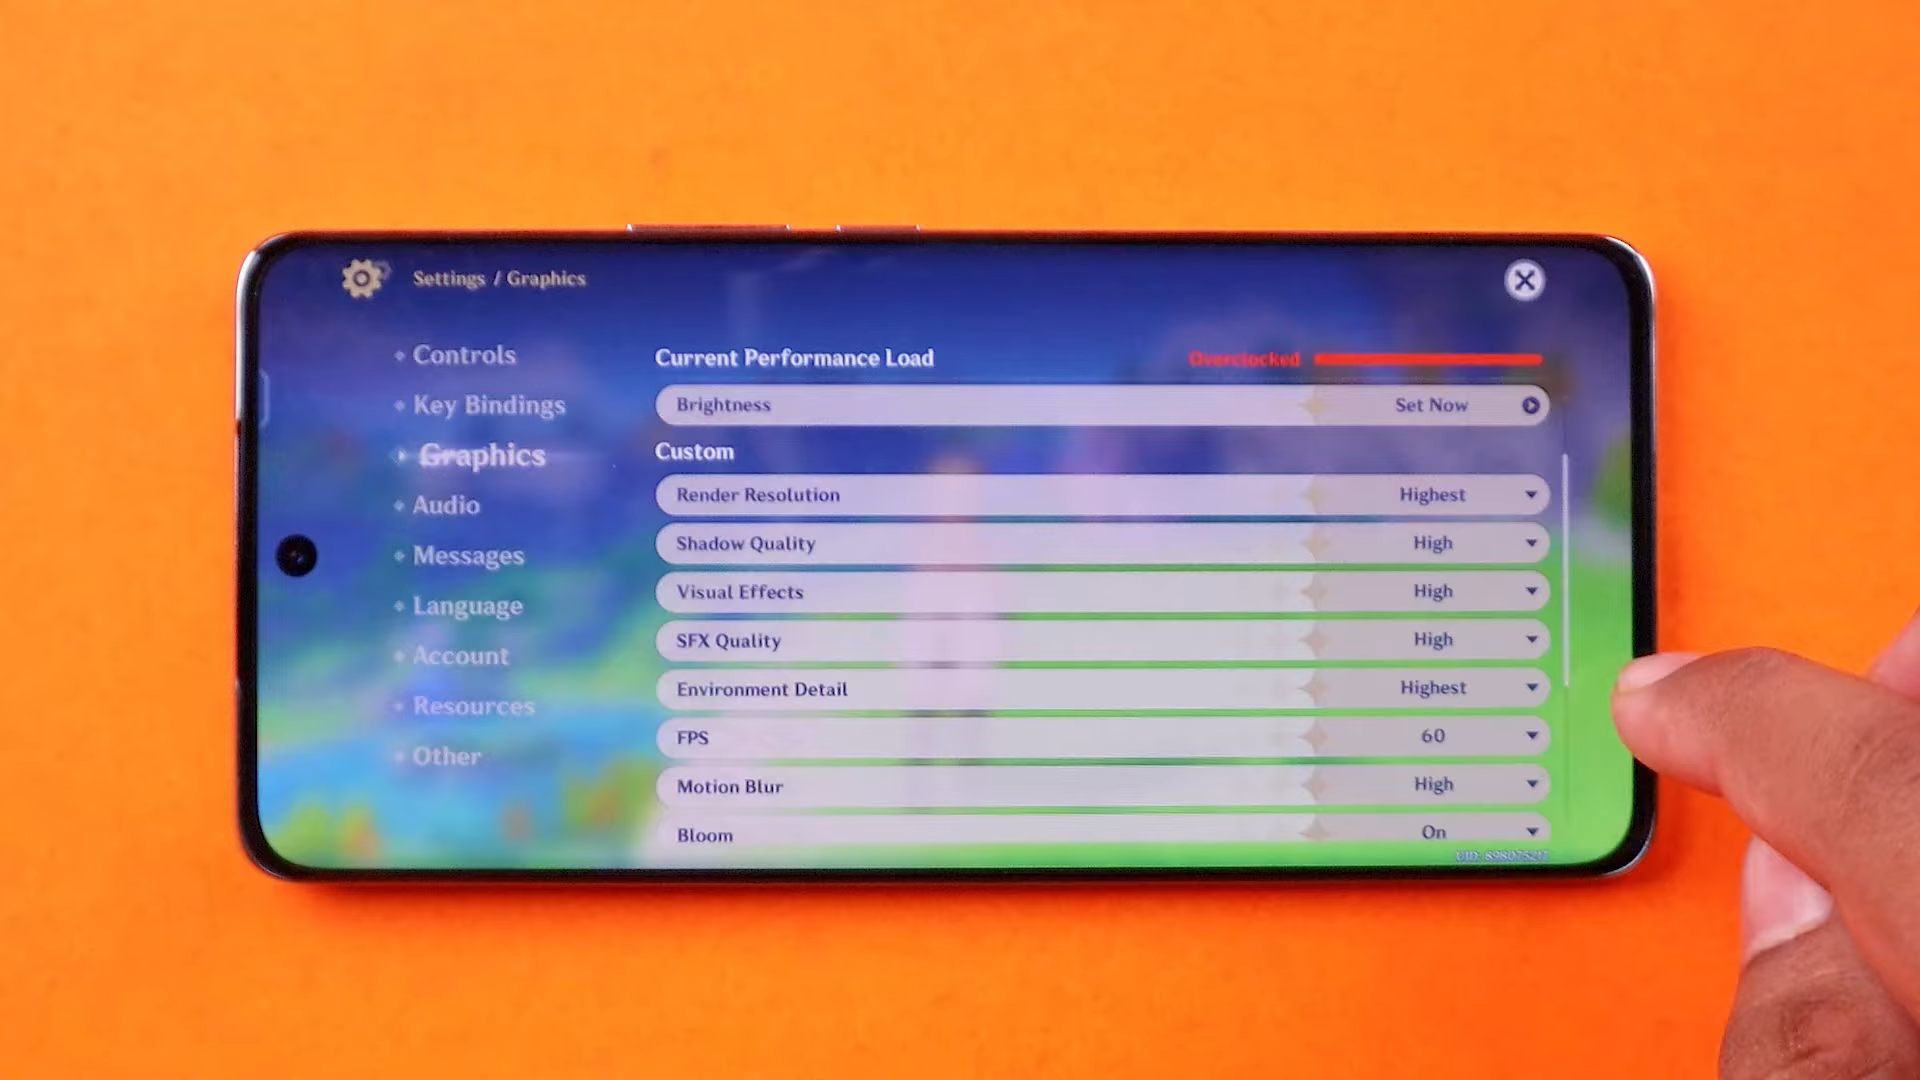 Settings / Graphics
Controls
Key Bindings
Graphics
Audio
Messages
Language
Account
Resources
Other
Current Performance Load Overclocked
Brightness Set Now
Custom
Render Resolution Highest
Shadow Quality High
Visual Effects High
SFX Quality High
Environment Detail Highest
FPS 60
Motion Blur High
Bloom On
UID: